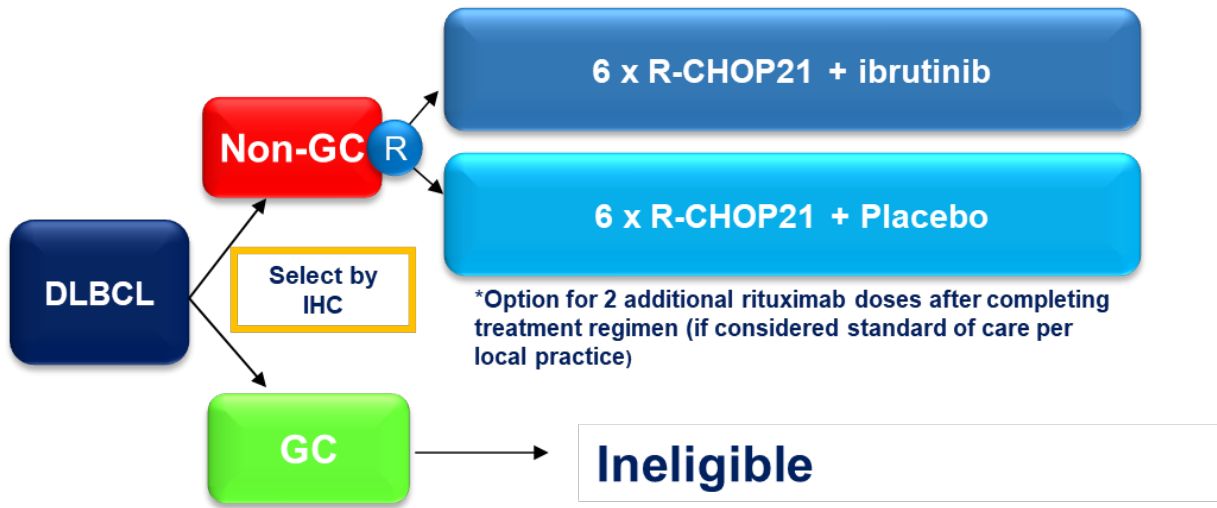 6 x R-CHOP21 + ibrutinib
Non-GC
R
6 x R-CHOP21 + Placebo
DLBCL
Select by
IHC
*Option for 2 additional rituximab doses after completing
treatment regimen (if considered standard of care per
local practice)
GC
Ineligible